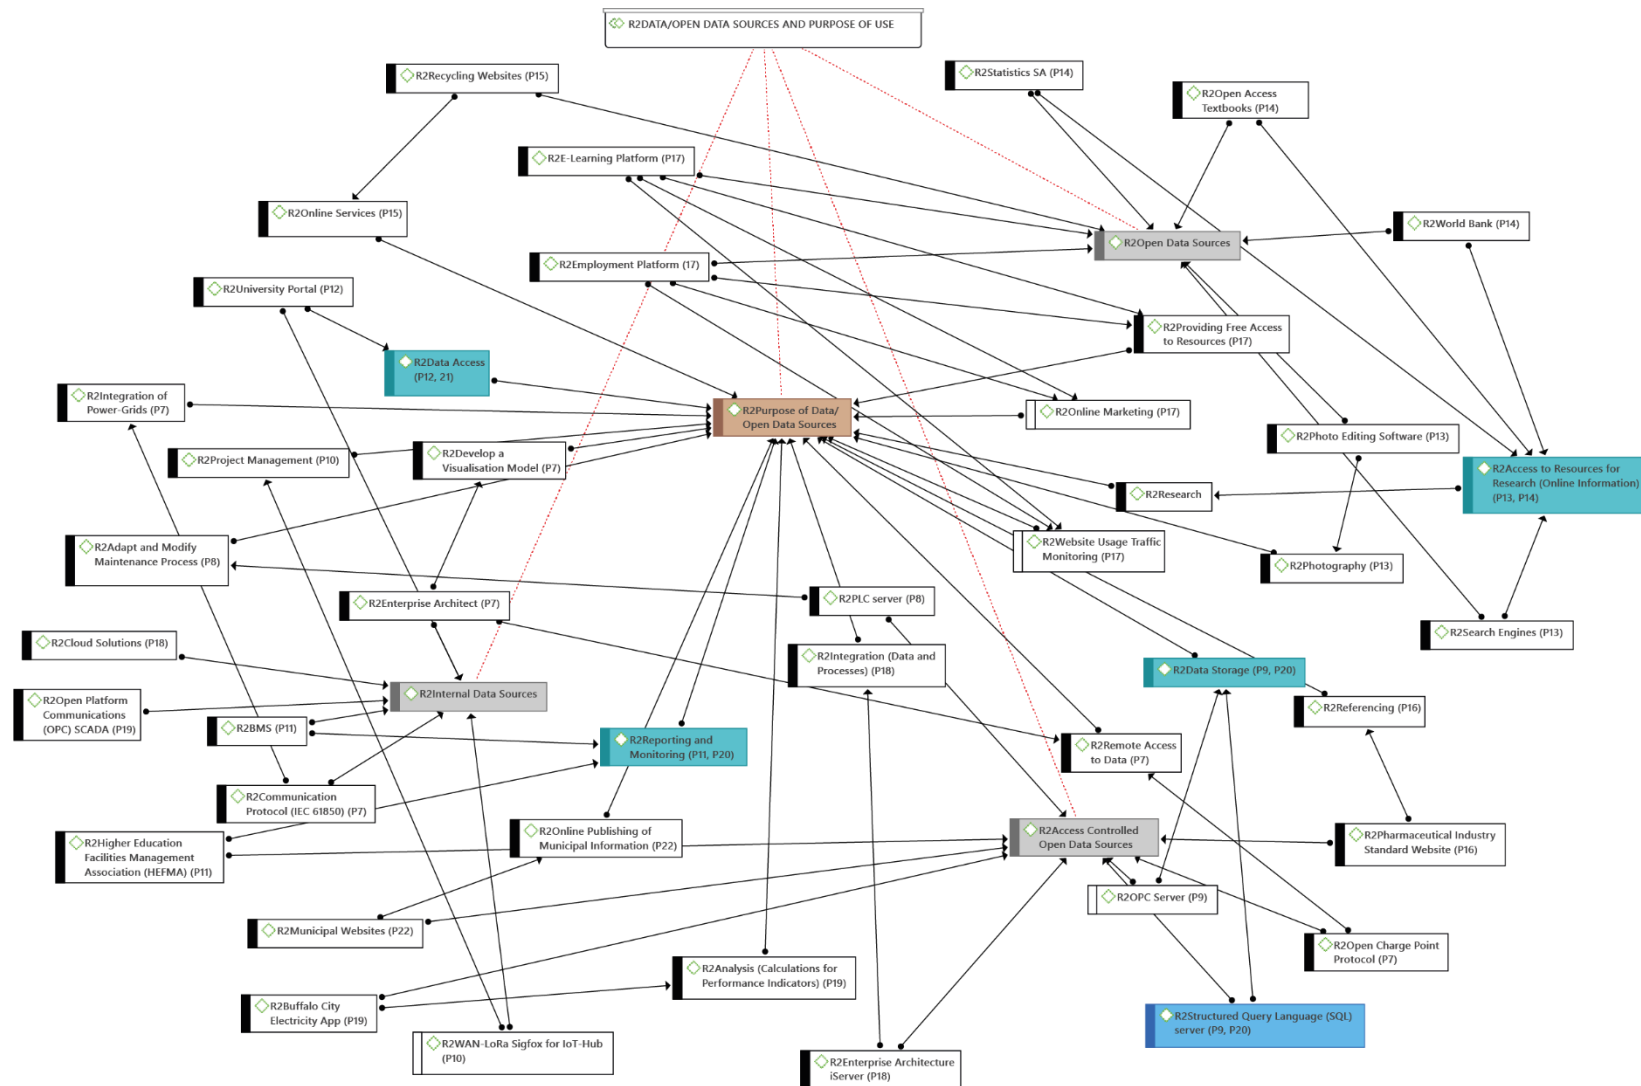 R2DATA/OPEN DATA SOURCES AND PURPOSE OF USE
R2Recycling Websites (P15)
R2Statistics SA (P14)
R2Open Access
Textbooks (P14)
R2E-Learning Platform (P17)
R2Online Services (P15)
R2World Bank (P14)
R2Open Data Sources
R2Employment Platform (17)
R2University Portal (P12)
R2Providing Free Access
to Resources (P17)
R2Data Access
(P12, 21)
R2Integration of
Power-Grids (P7)
R2Purpose of Data/
Open Data Sources
R2Online Marketing (P17)
R2Photo Editing Software (P13)
R2Project Management (P10)
R2Develop a
Visualisation Model (P7)
R2Access to Resources for
Research (Online Information)
(P13, P14)
R2Research
R2Adapt and Modify
Maintenance Process (P8)
R2Website Usage Traffic
Monitoring (P17)
R2Photography (P13)
R2Enterprise Architect (P7)
R2PLC server (P8)
R2Search Engines (P13)
R2Cloud Solutions (P18)
R2Integration (Data and
Processes) (P18)
R2Data Storage (P9, P20)
R2Internal Data Sources
R2Open Platform
Communications
(OPC) SCADA (P19)
R2Referencing (P16)
R2BMS (P11)
R2Reporting and
Monitoring (P11, P20)
R2Remote Access
to Data (P7)
R2Communication
Protocol (IEC 61850) (P7)
R2Higher Education
Facilities Management
Association (HEFMA) (P11)
R2Online Publishing of
Municipal Information (P22)
R2Access Controlled
Open Data Sources
R2Pharmaceutical Industry
Standard Website (P16)
R2OPC Server (P9)
R2Municipal Websites (P22)
R2Open Charge Point
Protocol (P7)
R2Analysis (Calculations for
Performance Indicators) (P19)
R2Buffalo City
Electricity App (P19)
R2Structured Query Language (SQL)
server (P9, P20)
R2WAN-LoRa Sigfox for IoT-Hub
(P10)
R2Enterprise Architecture
iServer (P18)